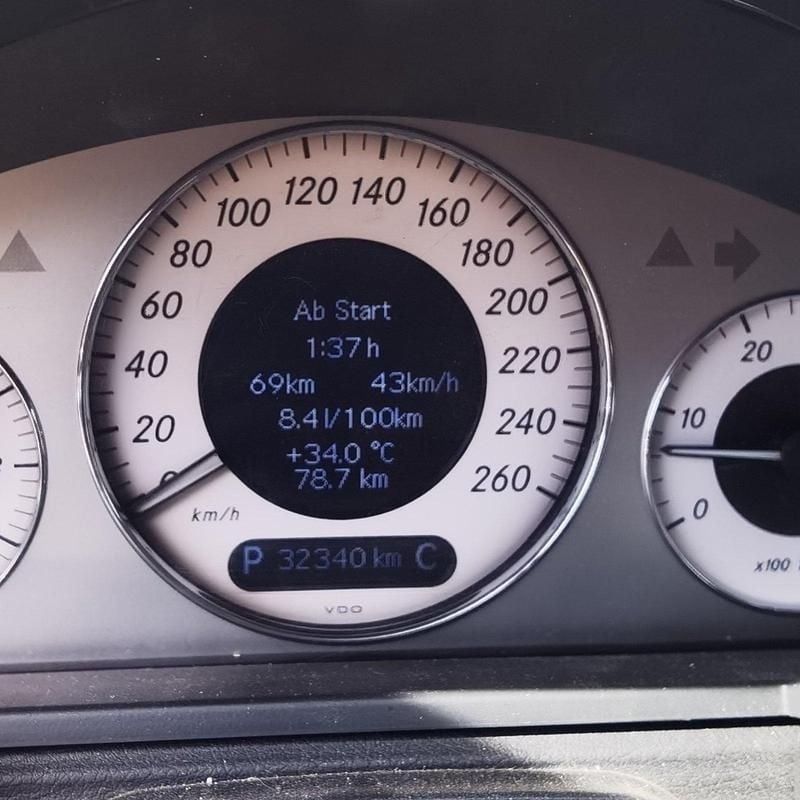 120 140
100 160
80 180
60 200
40 220
20 240
0 260
km/h
Ab Start
1:37 h
69km 43km/h
8.4l/100km
+34.0 °C
78.7 km
P 32340 km C
VDO
20
10
0
x100